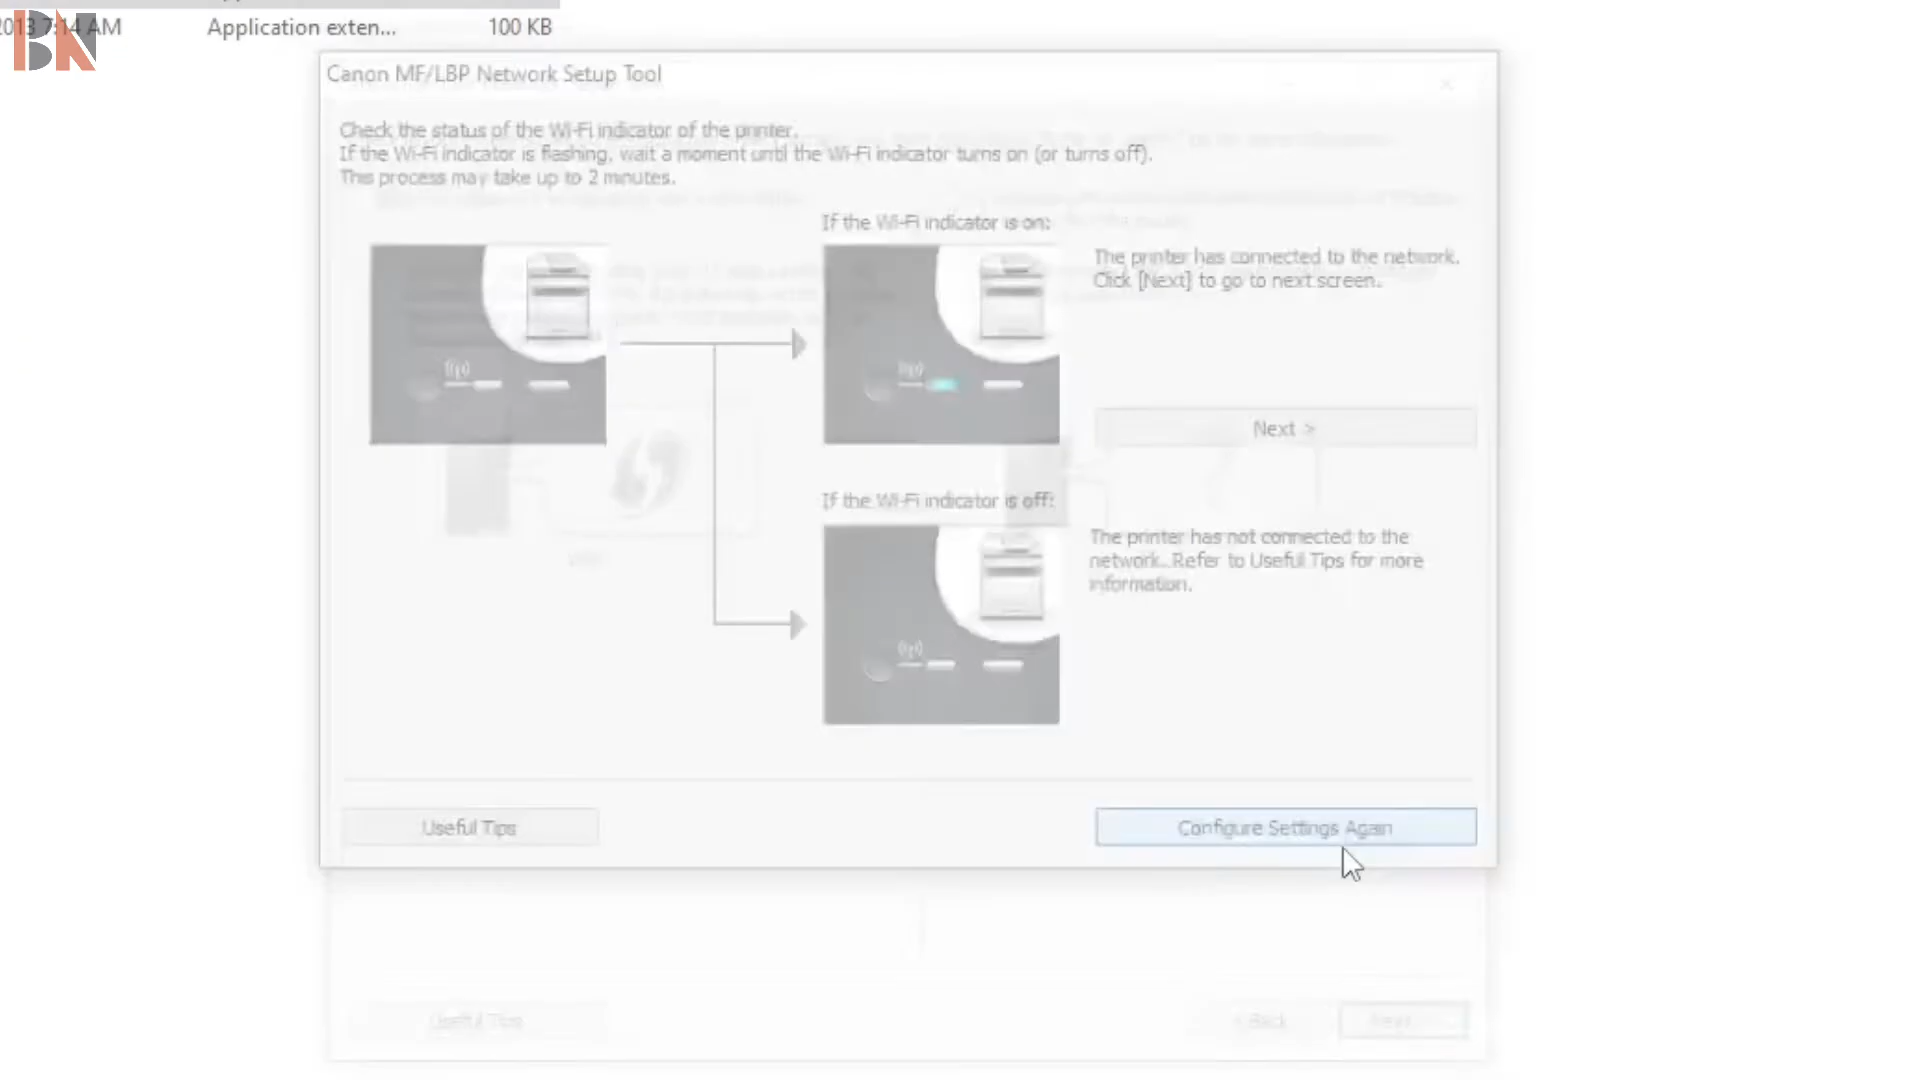 2013 7:14 AM Application exten... 100 KB
BN
Canon MF/LBP Network Setup Tool
Check the status of the Wi-Fi indicator of the printer.
If the Wi-Fi indicator is flashing, wait a moment until the Wi-Fi indicator turns on (or turns off).
This process may take up to 2 minutes.
If the Wi-Fi indicator is on:
The printer has connected to the network.
Click [Next] to go to next screen.
Next >
If the Wi-Fi indicator is off:
The printer has not connected to the
network. Refer to Useful Tips for more
information.
Useful Tips
Configure Settings Again
Useful Tips
< Back
Next